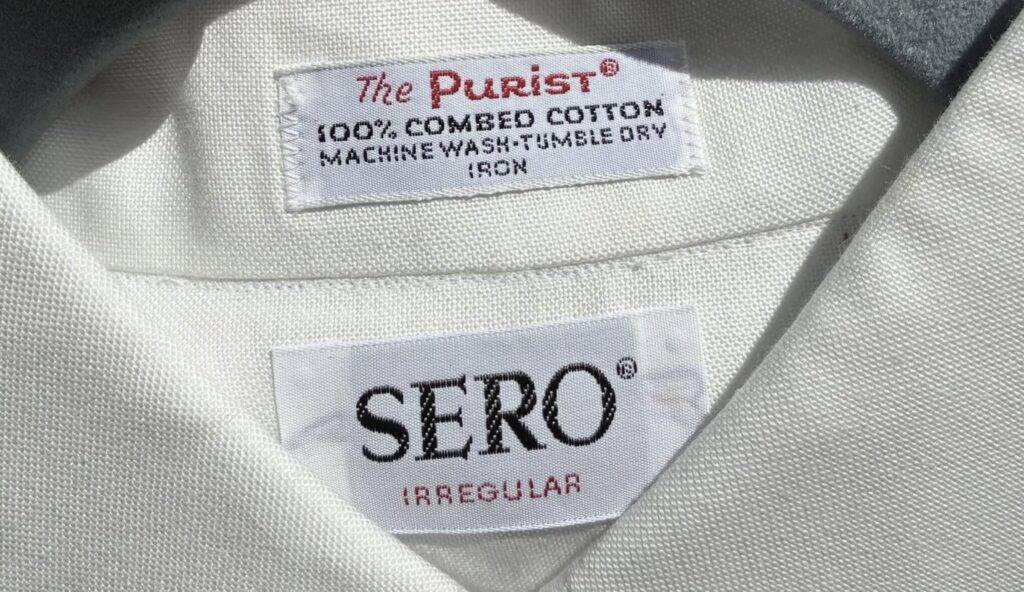 The PURIST®
100% COMBED COTTON
MACHINE WASH·TUMBLE DRY
IRON
SERO®
IRREGULAR